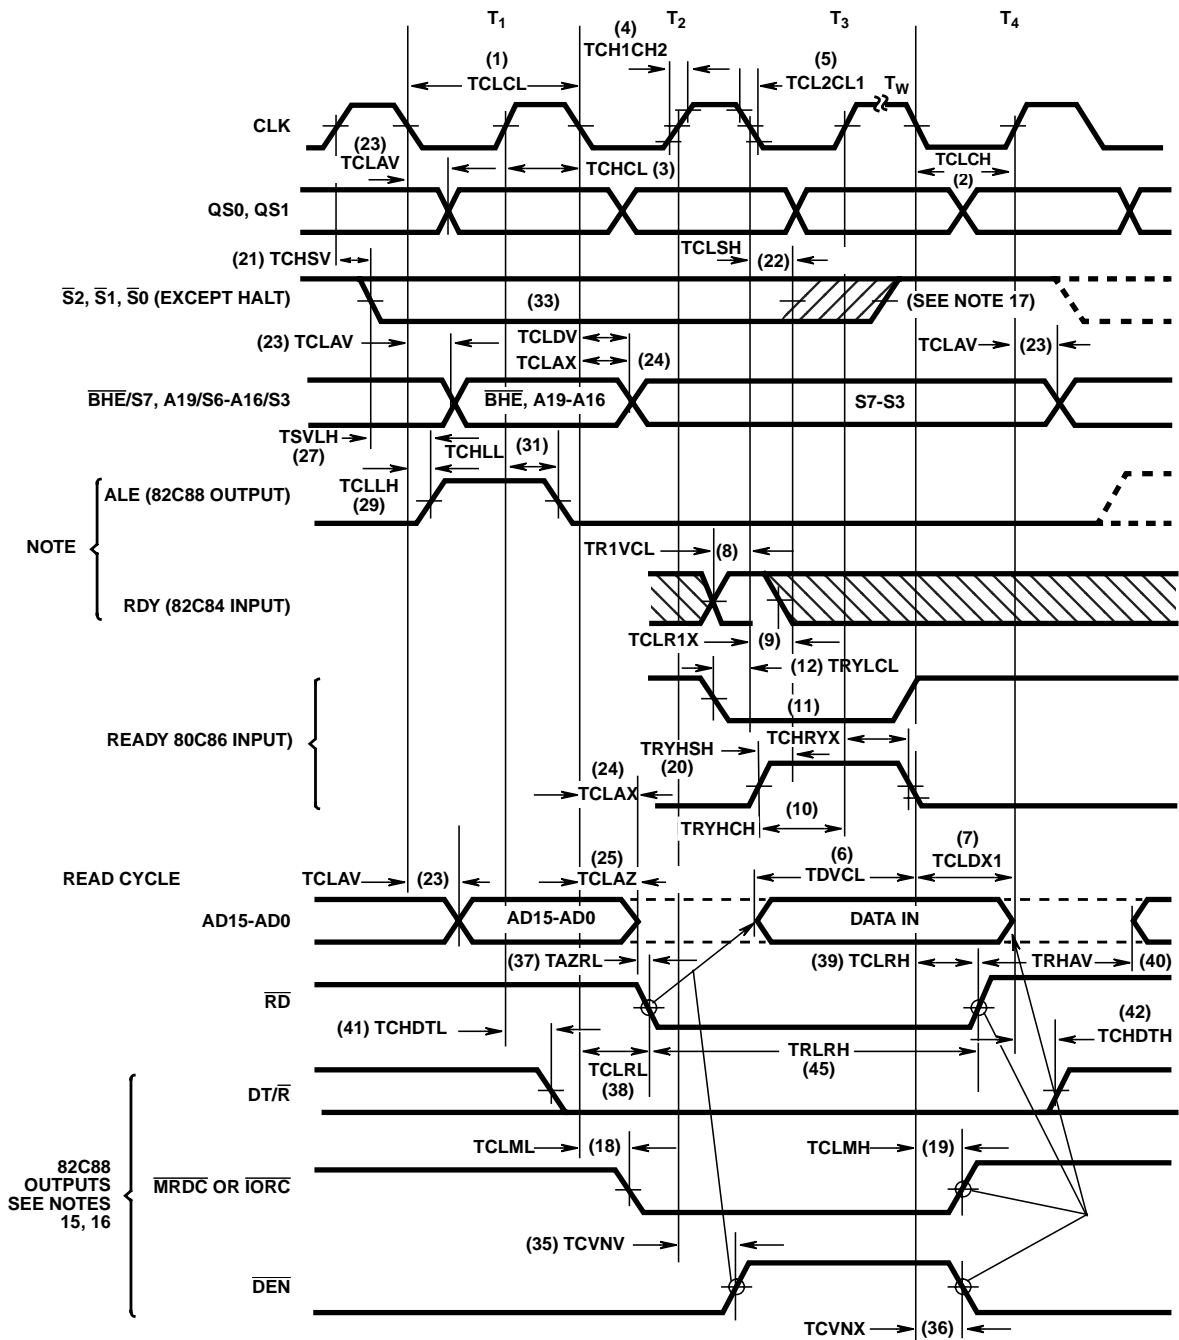 T1
T2
T3
T4
(1)
TCLCL
(4)
TCH1CH2
(5)
TCL2CL1
TW
CLK
(23)
TCLAV
TCHCL (3)
TCLCH
(2)
QS0, QS1
(21) TCHSV
TCLSH
(22)
S̅2, S̅1, S̅0 (EXCEPT HALT)
(33)
(SEE NOTE 17)
(23) TCLAV
TCLDV
TCLAX
(24)
TCLAV
(23)
B̅H̅E̅/S7, A19/S6-A16/S3
B̅H̅E̅, A19-A16
S7-S3
TSVLH
(27)
TCHLL
(31)
TCLLH
(29)
ALE (82C88 OUTPUT)
NOTE
TR1VCL
(8)
RDY (82C84 INPUT)
TCLR1X
(9)
(12) TRYLCL
(11)
READY 80C86 INPUT)
TCHRYX
TRYHSH
(20)
(24)
TCLAX
(10)
TRYHCH
READ CYCLE
TCLAV
(23)
(25)
TCLAZ
(6)
TDVCL
(7)
TCLDX1
AD15-AD0
AD15-AD0
DATA IN
(37) TAZRL
(39) TCLRH
TRHAV
(40)
R̅D̅
(41) TCHDTL
(42)
TCHDTH
TCLRL
(38)
TRLRH
(45)
DT/R̅
TCLML
(18)
TCLMH
(19)
82C88
OUTPUTS
SEE NOTES
15, 16
M̅R̅D̅C̅ OR I̅O̅R̅C̅
(35) TCVNV
D̅E̅N̅
TCVNX
(36)